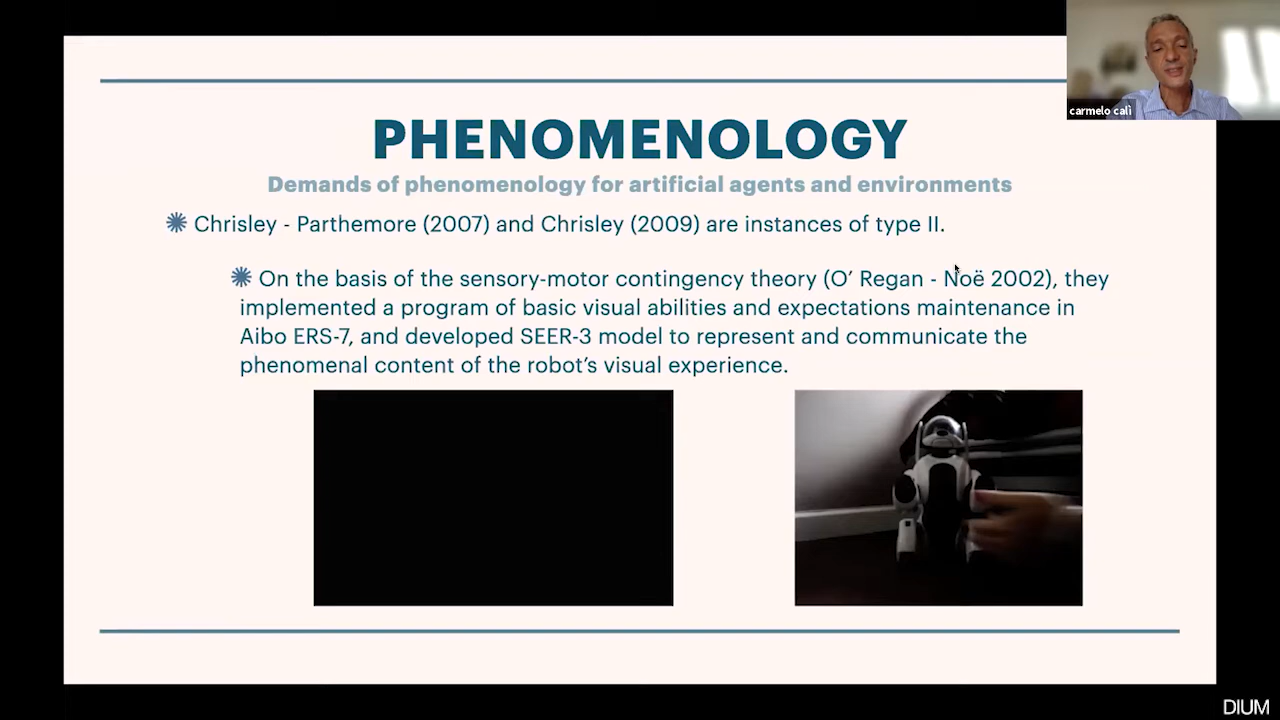 carmelo calì
PHENOMENOLOGY
Demands of phenomenology for artificial agents and environments
Chrisley - Parthemore (2007) and Chrisley (2009) are instances of type II.
On the basis of the sensory-motor contingency theory (O’ Regan - Noë 2002), they
implemented a program of basic visual abilities and expectations maintenance in
Aibo ERS-7, and developed SEER-3 model to represent and communicate the
phenomenal content of the robot’s visual experience.
DIUM